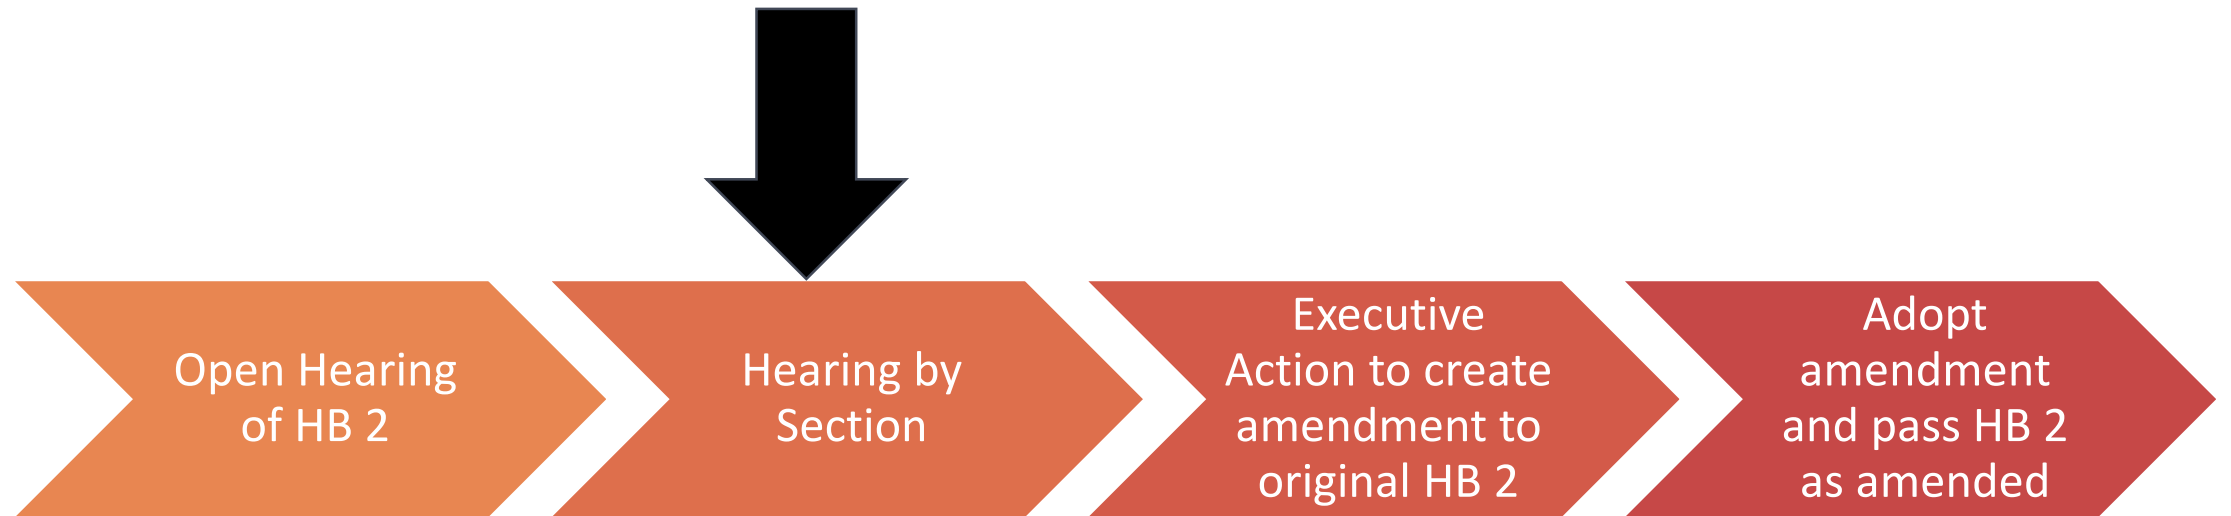 Open Hearing
of HB 2
Hearing by
Section
Executive
Action to create
amendment to
original HB 2
Adopt
amendment
and pass HB 2
as amended